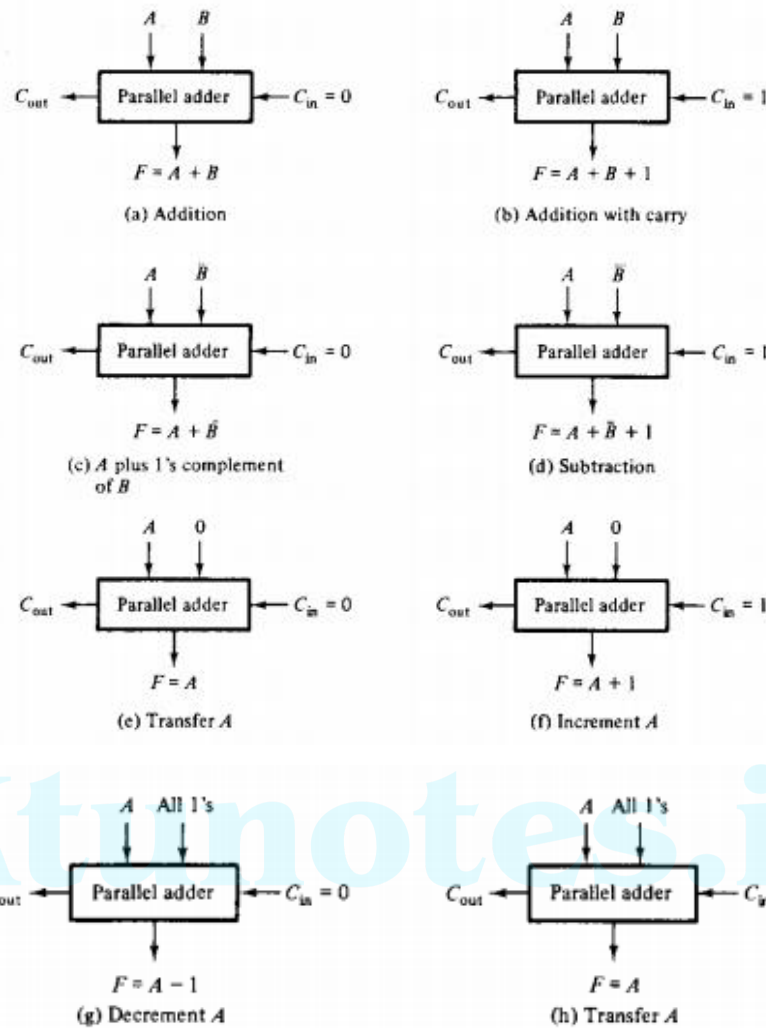 A B
A B
C_out Parallel adder C_in = 0
C_out Parallel adder C_in = 1
F = A + B
F = A + B + 1
(a) Addition
(b) Addition with carry
A B̄
A B̄
C_out Parallel adder C_in = 0
C_out Parallel adder C_in = 1
F = A + B̄
F = A + B̄ + 1
(c) A plus 1's complement
of B
(d) Subtraction
A 0
A 0
C_out Parallel adder C_in = 0
C_out Parallel adder C_in = 1
F = A
F = A + 1
(e) Transfer A
(f) Increment A
ktunotes.i
A All 1's
A All 1's
out Parallel adder C_in = 0
C_out Parallel adder C_in
F = A − 1
F = A
(g) Decrement A
(h) Transfer A